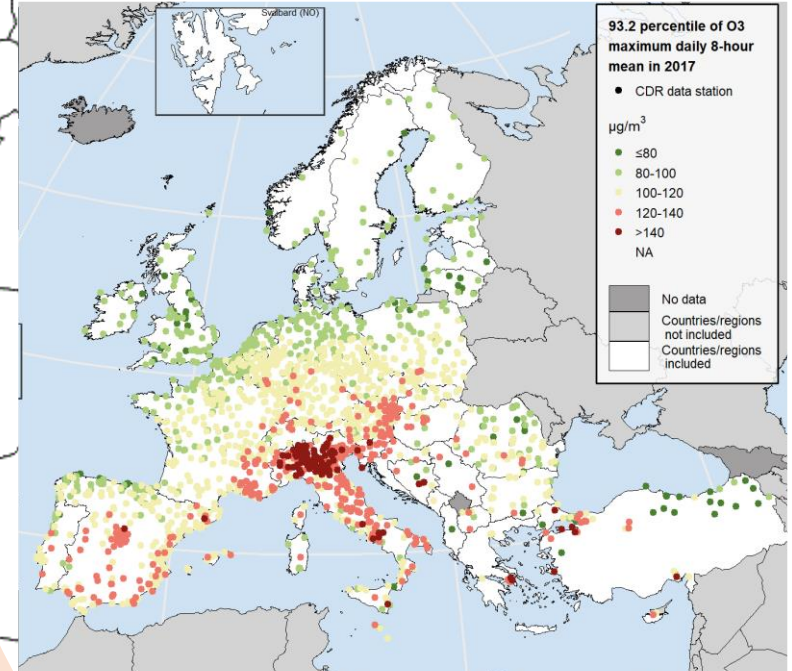 Svalbard (NO)
93.2 percentile of O3
maximum daily 8-hour
mean in 2017
CDR data station
µg/m³
≤80
80-100
100-120
120-140
>140
NA
No data
Countries/regions
not included
Countries/regions
included